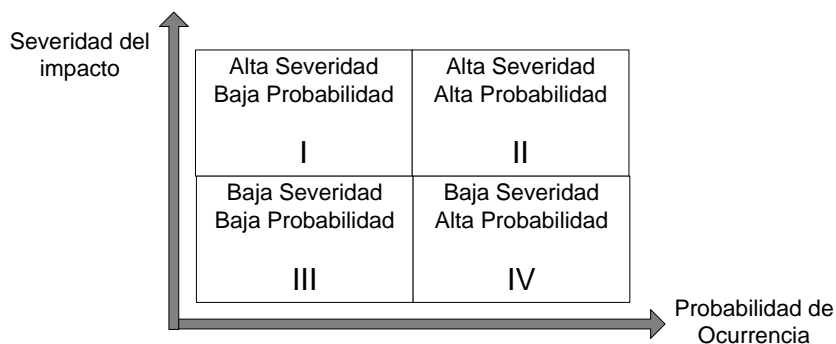 Severidad del
impacto
Alta Severidad
Baja Probabilidad
I
Alta Severidad
Alta Probabilidad
II
Baja Severidad
Baja Probabilidad
III
Baja Severidad
Alta Probabilidad
IV
Probabilidad de
Ocurrencia